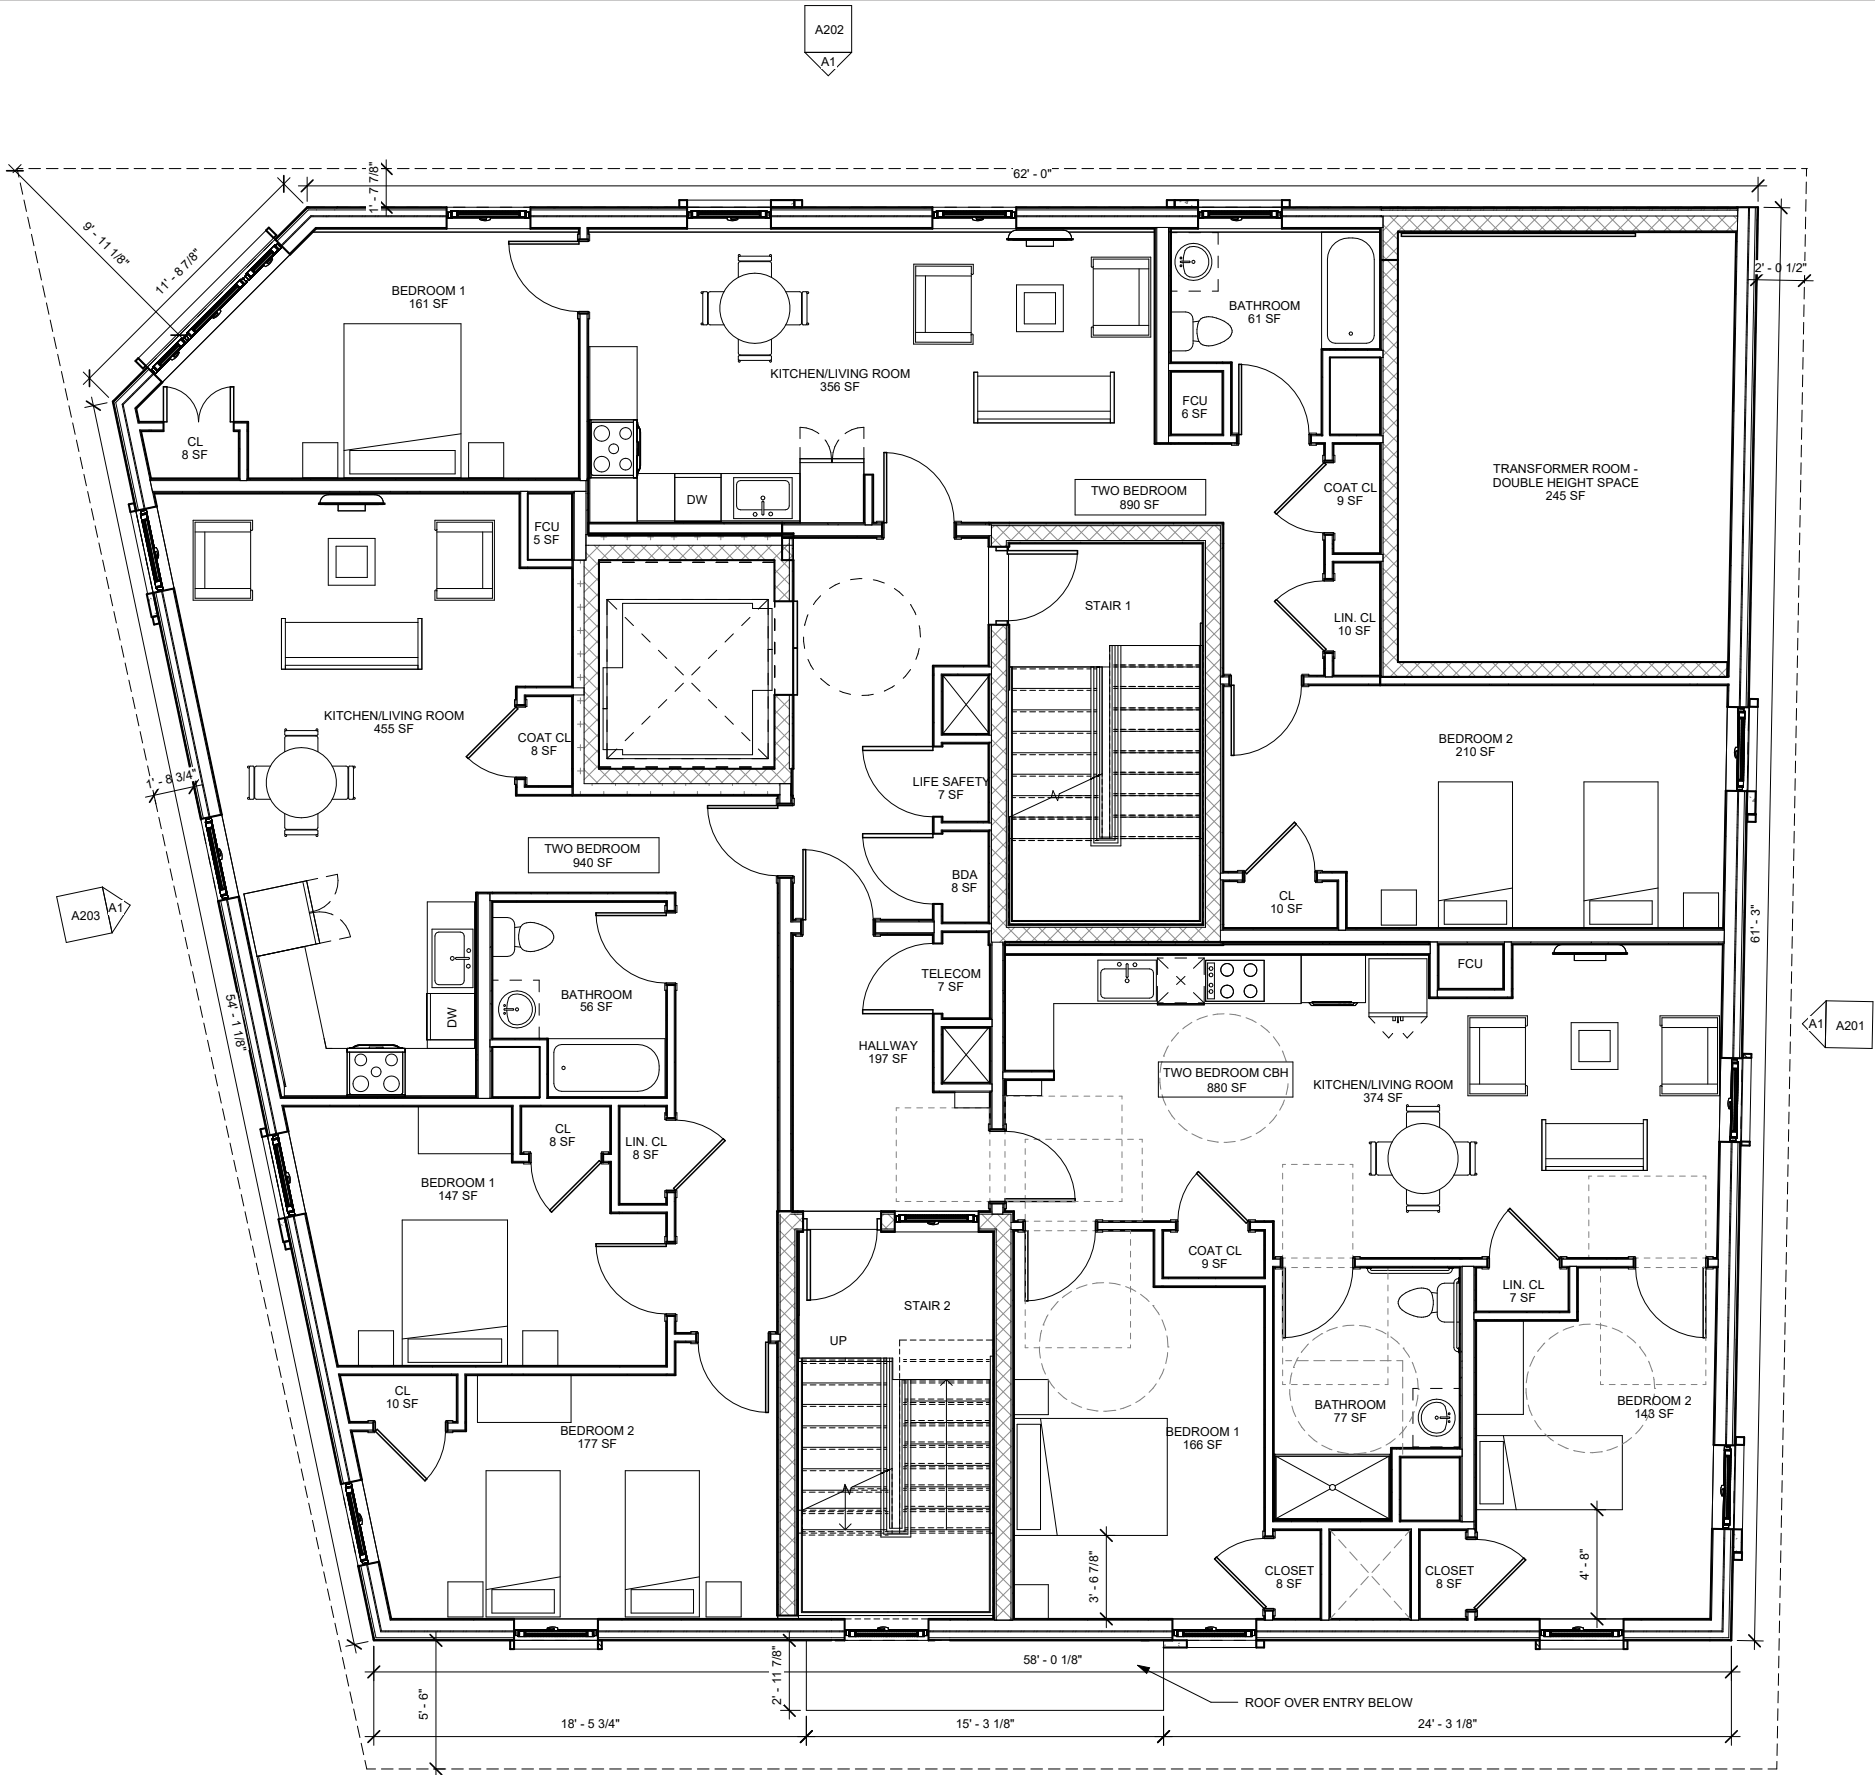 A202
A1
62' - 0"
1' - 7 7/8"
9' - 11 1/8"
11' - 8 7/8"
2' - 0 1/2"
BEDROOM 1
161 SF
KITCHEN/LIVING ROOM
356 SF
BATHROOM
61 SF
FCU
6 SF
CL
8 SF
DW
TWO BEDROOM
890 SF
COAT CL
9 SF
TRANSFORMER ROOM -
DOUBLE HEIGHT SPACE
245 SF
FCU
5 SF
STAIR 1
LIN. CL
10 SF
KITCHEN/LIVING ROOM
455 SF
COAT CL
8 SF
BEDROOM 2
210 SF
LIFE SAFETY
7 SF
- 8 3/4"
TWO BEDROOM
940 SF
BDA
8 SF
CL
10 SF
A203
A1
61' - 3"
TELECOM
7 SF
FCU
BATHROOM
56 SF
DW
54' - 1 1/8"
A1
A201
HALLWAY
197 SF
TWO BEDROOM CBH
880 SF
KITCHEN/LIVING ROOM
374 SF
CL
8 SF
LIN. CL
8 SF
BEDROOM 1
147 SF
COAT CL
9 SF
LIN. CL
7 SF
STAIR 2
UP
CL
10 SF
BEDROOM 2
177 SF
BEDROOM 1
166 SF
BATHROOM
77 SF
BEDROOM 2
143 SF
CLOSET
8 SF
CLOSET
8 SF
3' - 6 7/8"
4' - 8"
58' - 0 1/8"
2' - 11 7/8"
5' - 6"
ROOF OVER ENTRY BELOW
18' - 5 3/4"
15' - 3 1/8"
24' - 3 1/8"